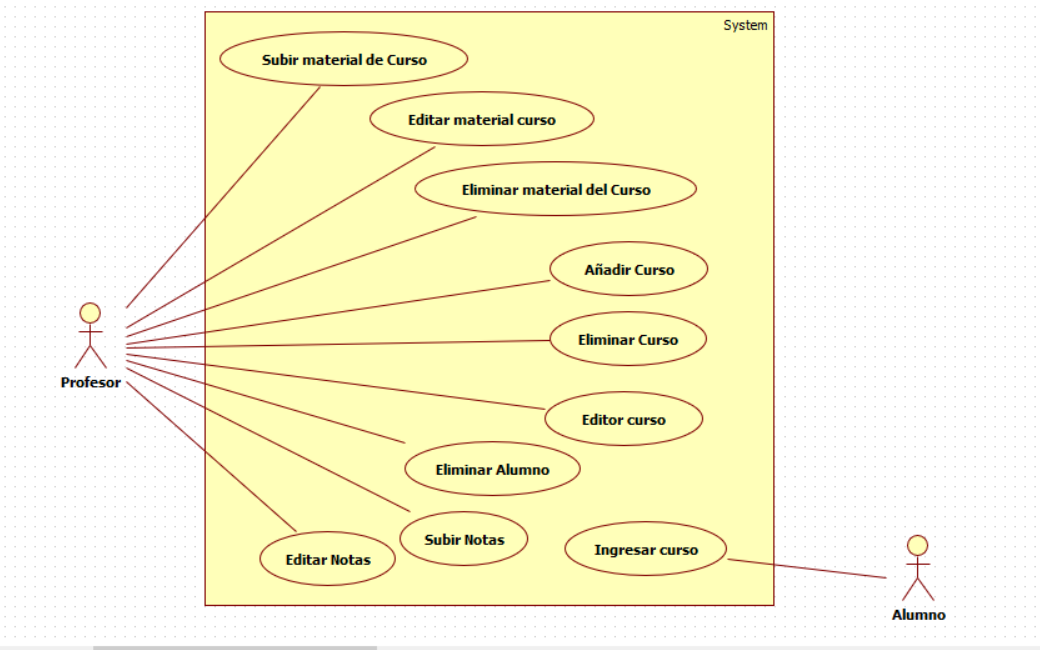 System
Subir material de Curso
Editar material curso
Eliminar material del Curso
Añadir Curso
Eliminar Curso
Profesor
Editor curso
Eliminar Alumno
Subir Notas
Ingresar curso
Editar Notas
Alumno